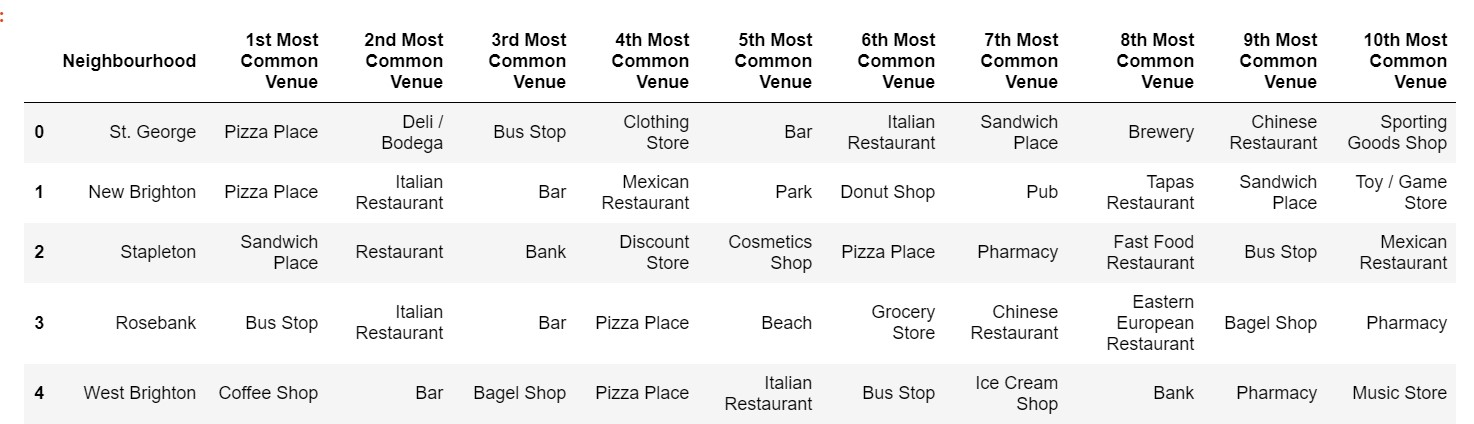 :
Neighbourhood 1st Most Common Venue 2nd Most Common Venue 3rd Most Common Venue 4th Most Common Venue 5th Most Common Venue 6th Most Common Venue 7th Most Common Venue 8th Most Common Venue 9th Most Common Venue 10th Most Common Venue
0 St. George Pizza Place Deli / Bodega Bus Stop Clothing Store Bar Italian Restaurant Sandwich Place Brewery Chinese Restaurant Sporting Goods Shop
1 New Brighton Pizza Place Italian Restaurant Bar Mexican Restaurant Park Donut Shop Pub Tapas Restaurant Sandwich Place Toy / Game Store
2 Stapleton Sandwich Place Restaurant Bank Discount Store Cosmetics Shop Pizza Place Pharmacy Fast Food Restaurant Bus Stop Mexican Restaurant
3 Rosebank Bus Stop Italian Restaurant Bar Pizza Place Beach Grocery Store Chinese Restaurant Eastern European Restaurant Bagel Shop Pharmacy
4 West Brighton Coffee Shop Bar Bagel Shop Pizza Place Italian Restaurant Bus Stop Ice Cream Shop Bank Pharmacy Music Store